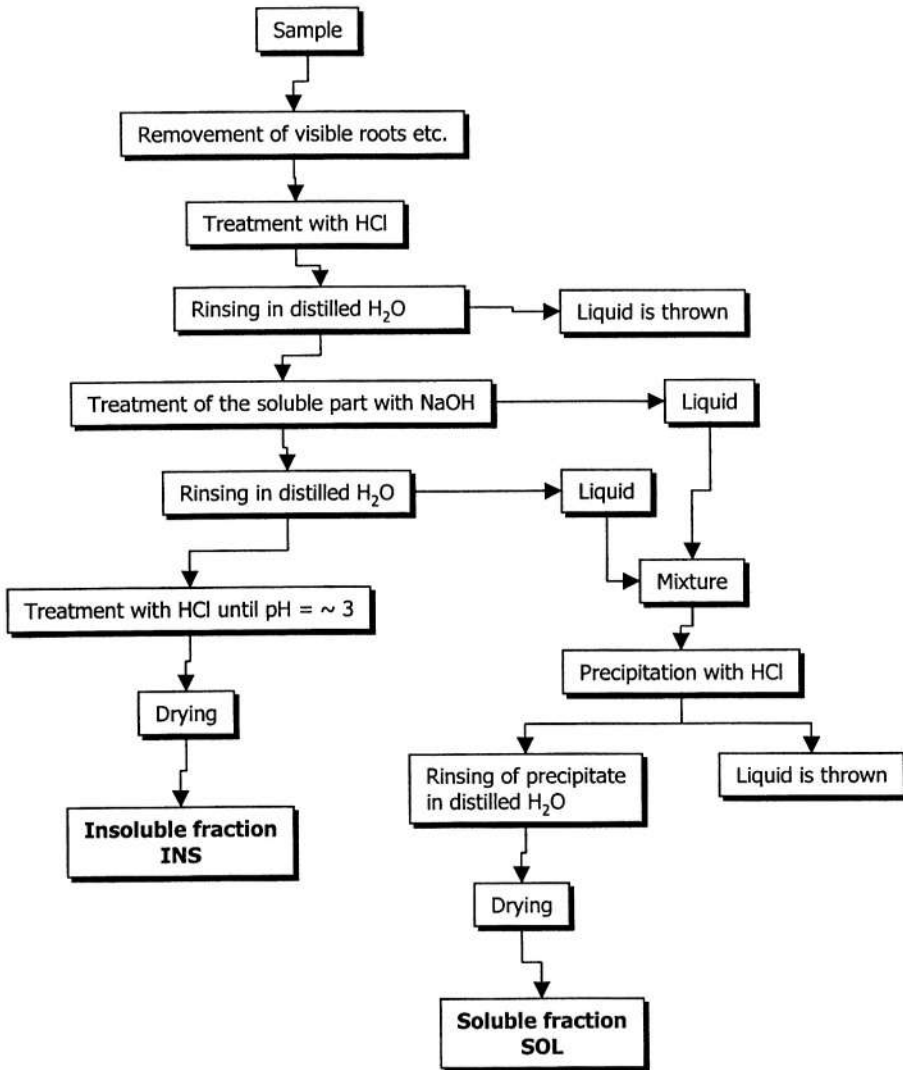 Sample
Removement of visible roots etc.
Treatment with HCl
Rinsing in distilled H₂O
Liquid is thrown
Treatment of the soluble part with NaOH
Liquid
Rinsing in distilled H₂O
Liquid
Mixture
Treatment with HCl until pH = ~ 3
Precipitation with HCl
Drying
Rinsing of precipitate
in distilled H₂O
Liquid is thrown
Insoluble fraction
INS
Drying
Soluble fraction
SOL